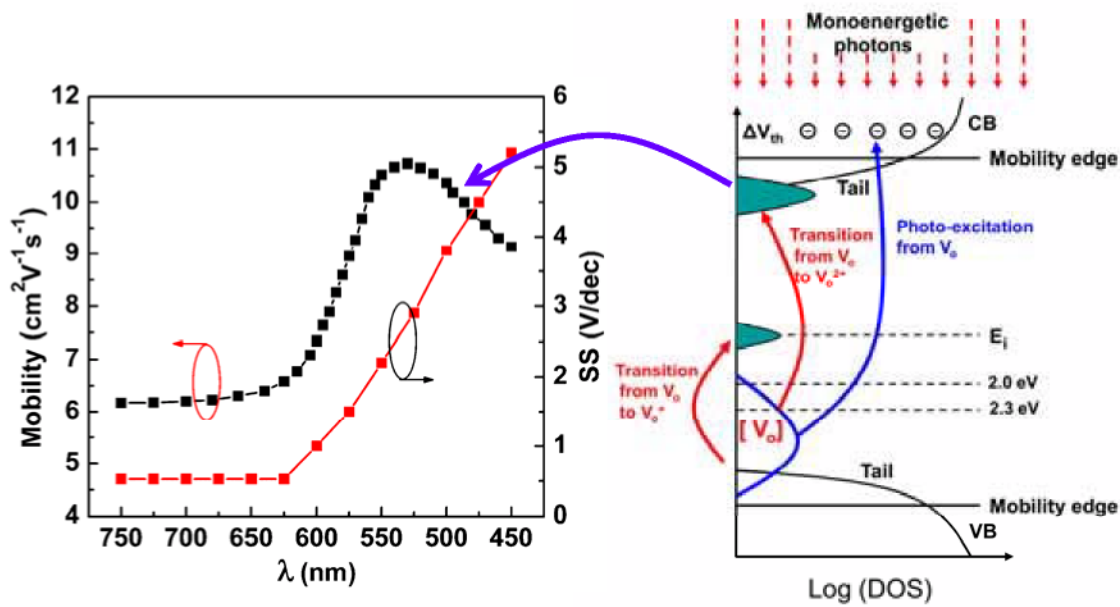 12
11
10
9
8
7
6
5
4
Mobility (cm²V⁻¹s⁻¹)
6
5
4
3
2
1
0
SS (V/dec)
750 700 650 600 550 500 450
λ (nm)
Monoenergetic
photons
ΔVth
CB
Mobility edge
Tail
Transition
from Vo
to Vo²⁺
Photo-excitation
from Vo
Ei
Transition
from Vo
to Vo⁺
2.0 eV
2.3 eV
[ Vo]
Tail
Mobility edge
VB
Log (DOS)